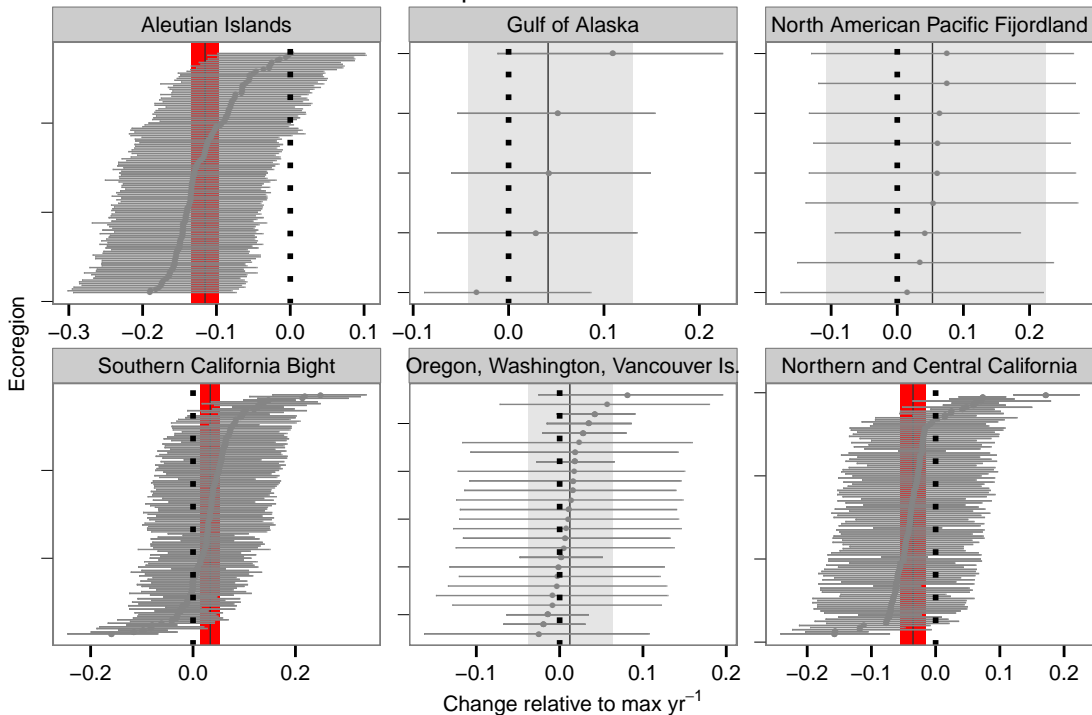 Aleutian Islands
Gulf of Alaska
North American Pacific Fijordland
−0.3 −0.2 −0.1 0.0 0.1
−0.1 0.0 0.1 0.2
−0.1 0.0 0.1 0.2
Southern California Bight
Oregon, Washington, Vancouver Is.
Northern and Central California
−0.2 0.0 0.2
−0.1 0.0 0.1 0.2
−0.2 −0.1 0.0 0.1 0.2
Ecoregion
Change relative to max yr⁻¹